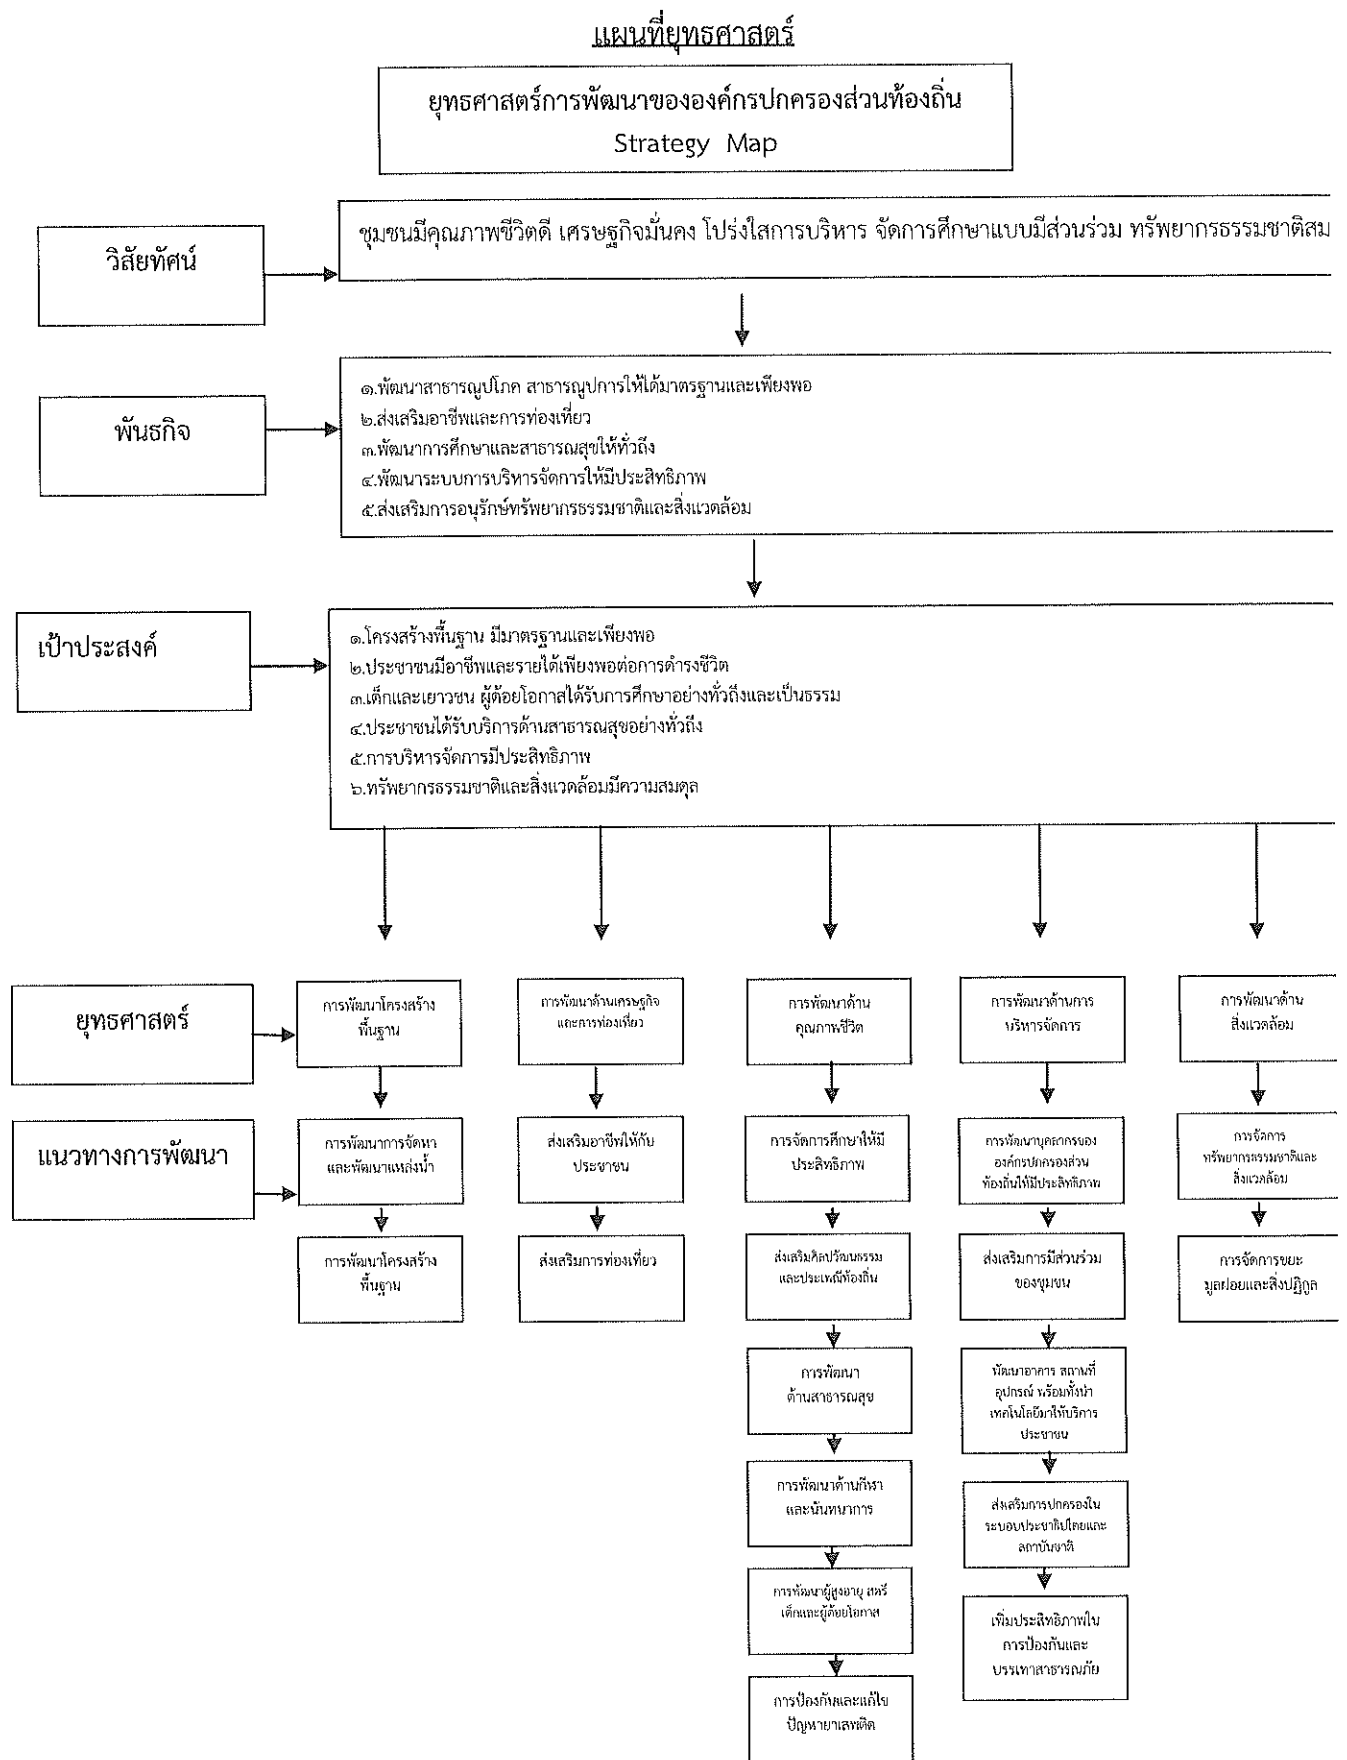 แผนที่ยุทธศาสตร์
ยุทธศาสตร์การพัฒนาขององค์กรปกครองส่วนท้องถิ่น
Strategy Map
วิสัยทัศน์
ชุมชนมีคุณภาพชีวิตดี เศรษฐกิจมั่นคง โปร่งใสการบริหาร จัดการศึกษาแบบมีส่วนร่วม ทรัพยากรธรรมชาติสม
พันธกิจ
๑.พัฒนาสาธารณูปโภค สาธารณูปการให้ได้มาตรฐานและเพียงพอ
๒.ส่งเสริมอาชีพและการท่องเที่ยว
๓.พัฒนาการศึกษาและสาธารณสุขให้ทั่วถึง
๔.พัฒนาระบบการบริหารจัดการให้มีประสิทธิภาพ
๕.ส่งเสริมการอนุรักษ์ทรัพยากรธรรมชาติและสิ่งแวดล้อม
เป้าประสงค์
๑.โครงสร้างพื้นฐาน มีมาตรฐานและเพียงพอ
๒.ประชาชนมีอาชีพและรายได้เพียงพอต่อการดำรงชีวิต
๓.เด็กและเยาวชน ผู้ด้อยโอกาสได้รับการศึกษาอย่างทั่วถึงและเป็นธรรม
๔.ประชาชนได้รับบริการด้านสาธารณสุขอย่างทั่วถึง
๕.การบริหารจัดการมีประสิทธิภาพ
๖.ทรัพยากรธรรมชาติและสิ่งแวดล้อมมีความสมดุล
ยุทธศาสตร์
การพัฒนาโครงสร้าง
พื้นฐาน
การพัฒนาด้านเศรษฐกิจ
และการท่องเที่ยว
การพัฒนาด้าน
คุณภาพชีวิต
การพัฒนาด้านการ
บริหารจัดการ
การพัฒนาด้าน
สิ่งแวดล้อม
แนวทางการพัฒนา
การพัฒนาการจัดหา
และพัฒนาแหล่งน้ำ
ส่งเสริมอาชีพให้กับ
ประชาชน
การจัดการศึกษาให้มี
ประสิทธิภาพ
การพัฒนาบุคลากรของ
องค์กรปกครองส่วน
ท้องถิ่นให้มีประสิทธิภาพ
การจัดการ
ทรัพยากรธรรมชาติและ
สิ่งแวดล้อม
การพัฒนาโครงสร้าง
พื้นฐาน
ส่งเสริมการท่องเที่ยว
ส่งเสริมศิลปวัฒนธรรม
และประเพณีท้องถิ่น
ส่งเสริมการมีส่วนร่วม
ของชุมชน
การจัดการขยะ
มูลฝอยและสิ่งปฏิกูล
การพัฒนา
ด้านสาธารณสุข
พัฒนาอาคาร สถานที่
อุปกรณ์ พร้อมทั้งนำ
เทคโนโลยีมาให้บริการ
ประชาชน
การพัฒนาด้านกีฬา
และนันทนาการ
ส่งเสริมการปกครองใน
ระบอบประชาธิปไตยและ
สถาบันชาติ
การพัฒนาผู้สูงอายุ สตรี
เด็กและผู้ด้อยโอกาส
เพิ่มประสิทธิภาพใน
การป้องกันและ
บรรเทาสาธารณภัย
การป้องกันและแก้ไข
ปัญหายาเสพติด